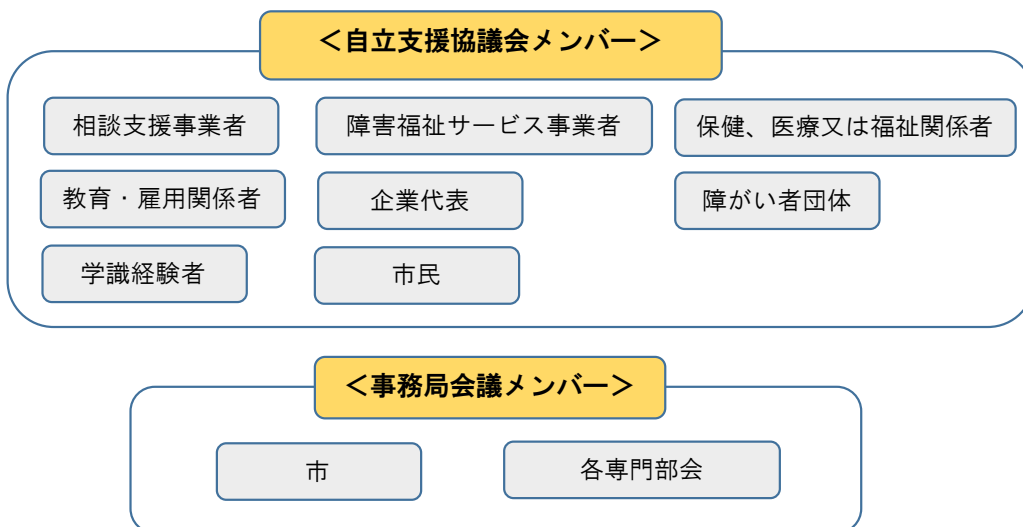 ＜自立支援協議会メンバー＞
相談支援事業者
障害福祉サービス事業者
保健、医療又は福祉関係者
教育・雇用関係者
企業代表
障がい者団体
学識経験者
市民
＜事務局会議メンバー＞
市
各専門部会